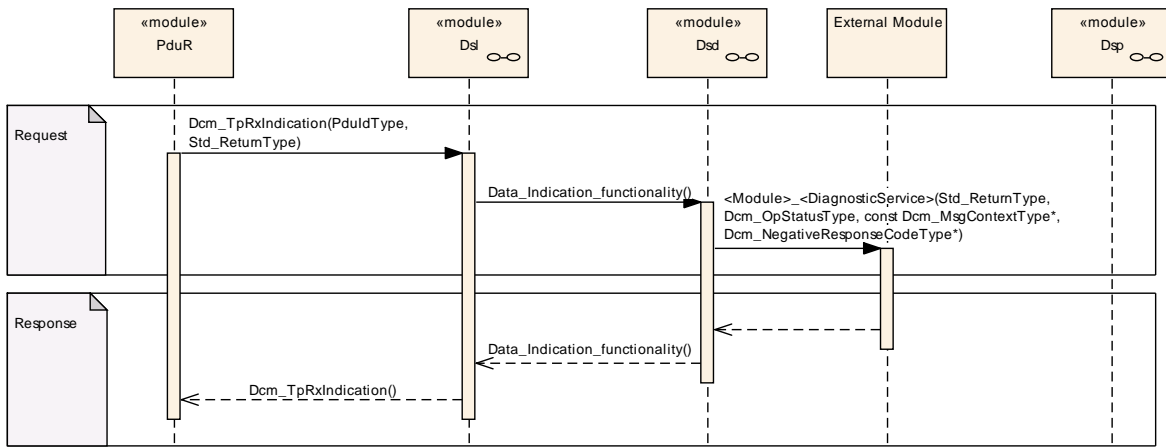 «module»
PduR
«module»
Dsl
«module»
Dsd
External Module
«module»
Dsp
Request
Dcm_TpRxIndication(PduIdType,
Std_ReturnType)
Data_Indication_functionality()
<Module>_<DiagnosticService>(Std_ReturnType,
Dcm_OpStatusType, const Dcm_MsgContextType*,
Dcm_NegativeResponseCodeType*)
Response
Data_Indication_functionality()
Dcm_TpRxIndication()